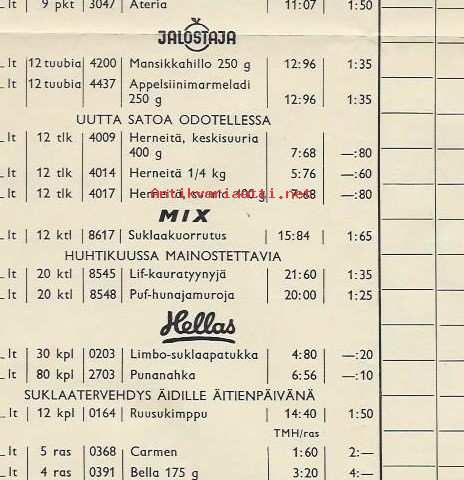 lt | 9 pkt | 3047 | Ateria | 11:07 | 1:50
JALOSTAJA
lt | 12 tuubia | 4200 | Mansikkahillo 250 g | 12:96 | 1:35
lt | 12 tuubia | 4437 | Appelsiinimarmeladi
250 g | 12:96 | 1:35
UUTTA SATOA ODOTELLESSA
lt | 12 tlk | 4009 | Herneitä, keskisuuria
400 g | 7:68 | —:80
lt | 12 tlk | 4014 | Herneitä 1/4 kg | 5:76 | —:60
lt | 12 tlk | 4017 | Herneitä, 400 g | 7:68 | —:80
Antikvariaatti.net
MIX
lt | 12 ktl | 8617 | Suklaakuorrutus | 15:84 | 1:65
HUHTIKUUSSA MAINOSTETTAVIA
lt | 20 ktl | 8545 | Lif-kauratyynyjä | 21:60 | 1:35
lt | 20 ktl | 8548 | Puf-hunajamuroja | 20:00 | 1:25
Hellas
lt | 30 kpl | 0203 | Limbo-suklaapatukka | 4:80 | —:20
lt | 80 kpl | 2703 | Punanahka | 6:56 | —:10
SUKLAATERVEHDYS ÄIDILLE ÄITIENPÄIVÄNÄ
lt | 12 kpl | 0164 | Ruusukimppu | 14:40 | 1:50
TMH/ras
lt | 5 ras | 0368 | Carmen | 1:60 | 2:—
lt | 4 ras | 0391 | Bella 175 g | 3:20 | 4:—